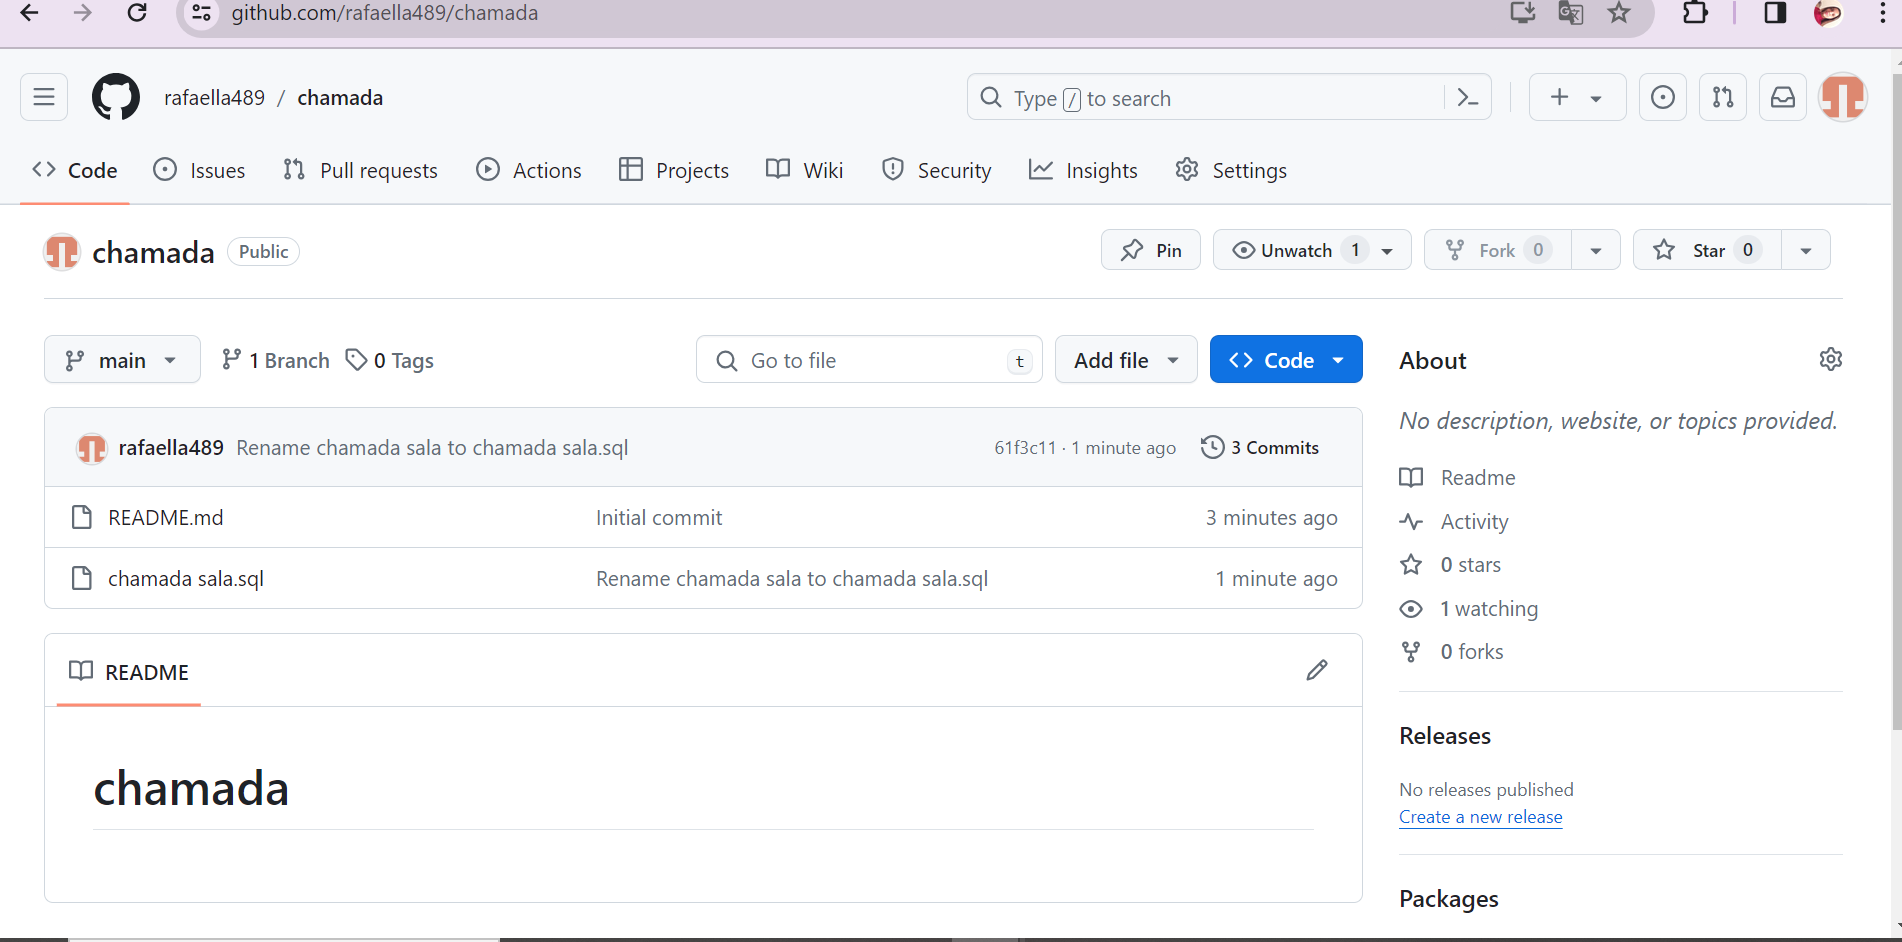 github.com/rafaella489/chamada
rafaella489 / chamada
Type / to search
Code Issues Pull requests Actions Projects Wiki Security Insights Settings
chamada Public
Pin Unwatch 1 Fork 0 Star 0
main 1 Branch 0 Tags Go to file t Add file Code
rafaella489 Rename chamada sala to chamada sala.sql 61f3c11 · 1 minute ago 3 Commits
README.md Initial commit 3 minutes ago
chamada sala.sql Rename chamada sala to chamada sala.sql 1 minute ago
README
chamada
About
No description, website, or topics provided.
Readme
Activity
0 stars
1 watching
0 forks
Releases
No releases published
Create a new release
Packages